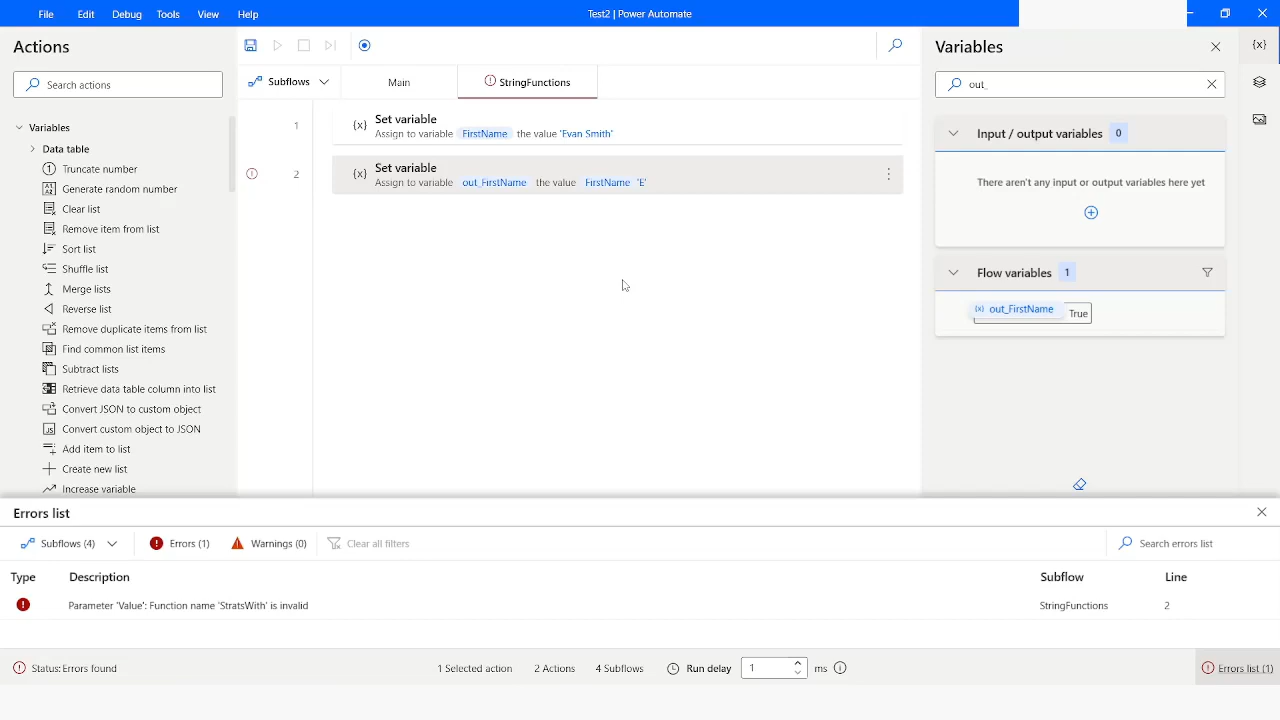 File Edit Debug Tools View Help Test2 | Power Automate
Actions
Search actions
Variables
Data table
Truncate number
Generate random number
Clear list
Remove item from list
Sort list
Shuffle list
Merge lists
Reverse list
Remove duplicate items from list
Find common list items
Subtract lists
Retrieve data table column into list
Convert JSON to custom object
Convert custom object to JSON
Add item to list
Create new list
Increase variable
Subflows Main StringFunctions
1 {x} Set variable
Assign to variable FirstName the value 'Evan Smith'
2 {x} Set variable
Assign to variable out_FirstName the value FirstName 'E'
Variables {x}
out_
Input / output variables 0
There aren't any input or output variables here yet
Flow variables 1
(x) out_FirstName True
Errors list
Subflows (4) Errors (1) Warnings (0) Clear all filters Search errors list
Type Description Subflow Line
Parameter 'Value': Function name 'StratsWith' is invalid StringFunctions 2
Status: Errors found 1 Selected action 2 Actions 4 Subflows Run delay 1 ms Errors list (1)